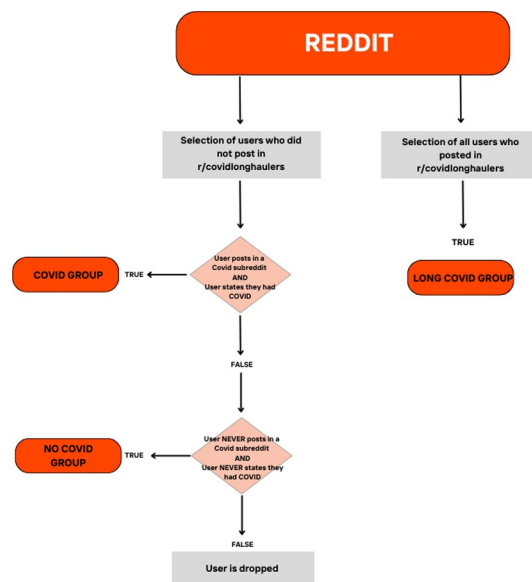 REDDIT
Selection of users who did
not post in
r/covidlonghaulers
Selection of all users who
posted in
r/covidlonghaulers
TRUE
LONG COVID GROUP
User posts in a
Covid subreddit
AND
User states they had
COVID
TRUE
COVID GROUP
FALSE
User NEVER posts in a
Covid subreddit
AND
User NEVER states they
had COVID
TRUE
NO COVID
GROUP
FALSE
User is dropped